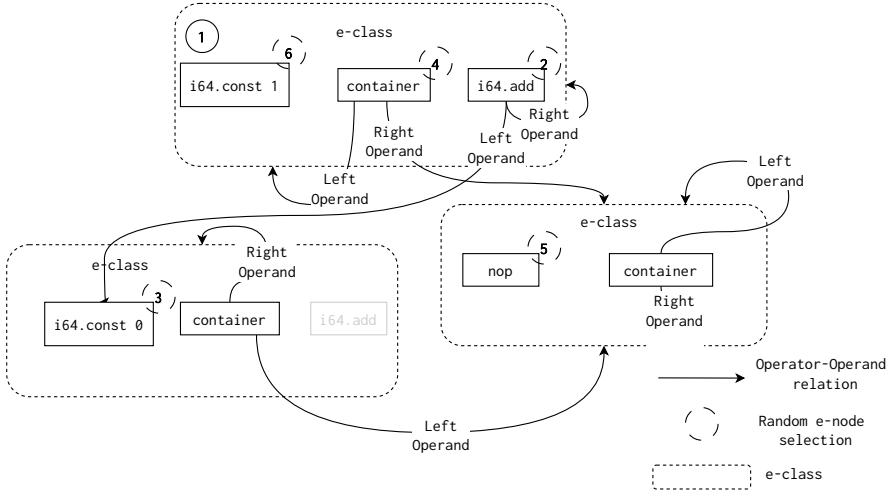 1
e-class
6
4
2
i64.const 1
container
i64.add
Right
Operand
Left
Operand
Right
Operand
Left
Operand
Left
Operand
e-class
5
nop
container
Right
Operand
e-class
Right
Operand
3
i64.const 0
container
i64.add
Left
Operand
Operator-Operand
relation
Random e-node
selection
e-class